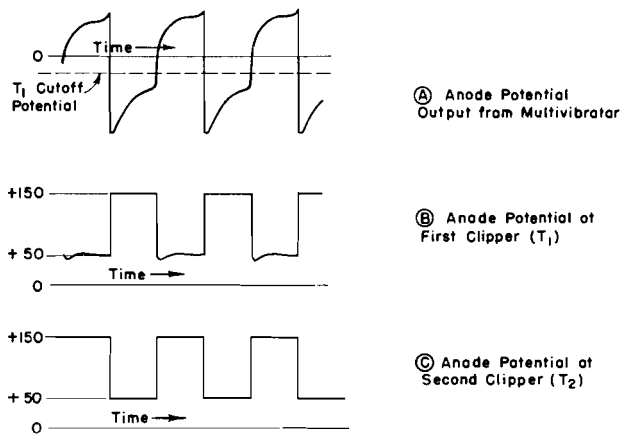 0
Time
T1 Cutoff
Potential
Ⓐ Anode Potential
Output from Multivibrator
+150
+50
0
Time
Ⓑ Anode Potential at
First Clipper (T1)
+150
+50
0
Time
Ⓒ Anode Potential at
Second Clipper (T2)